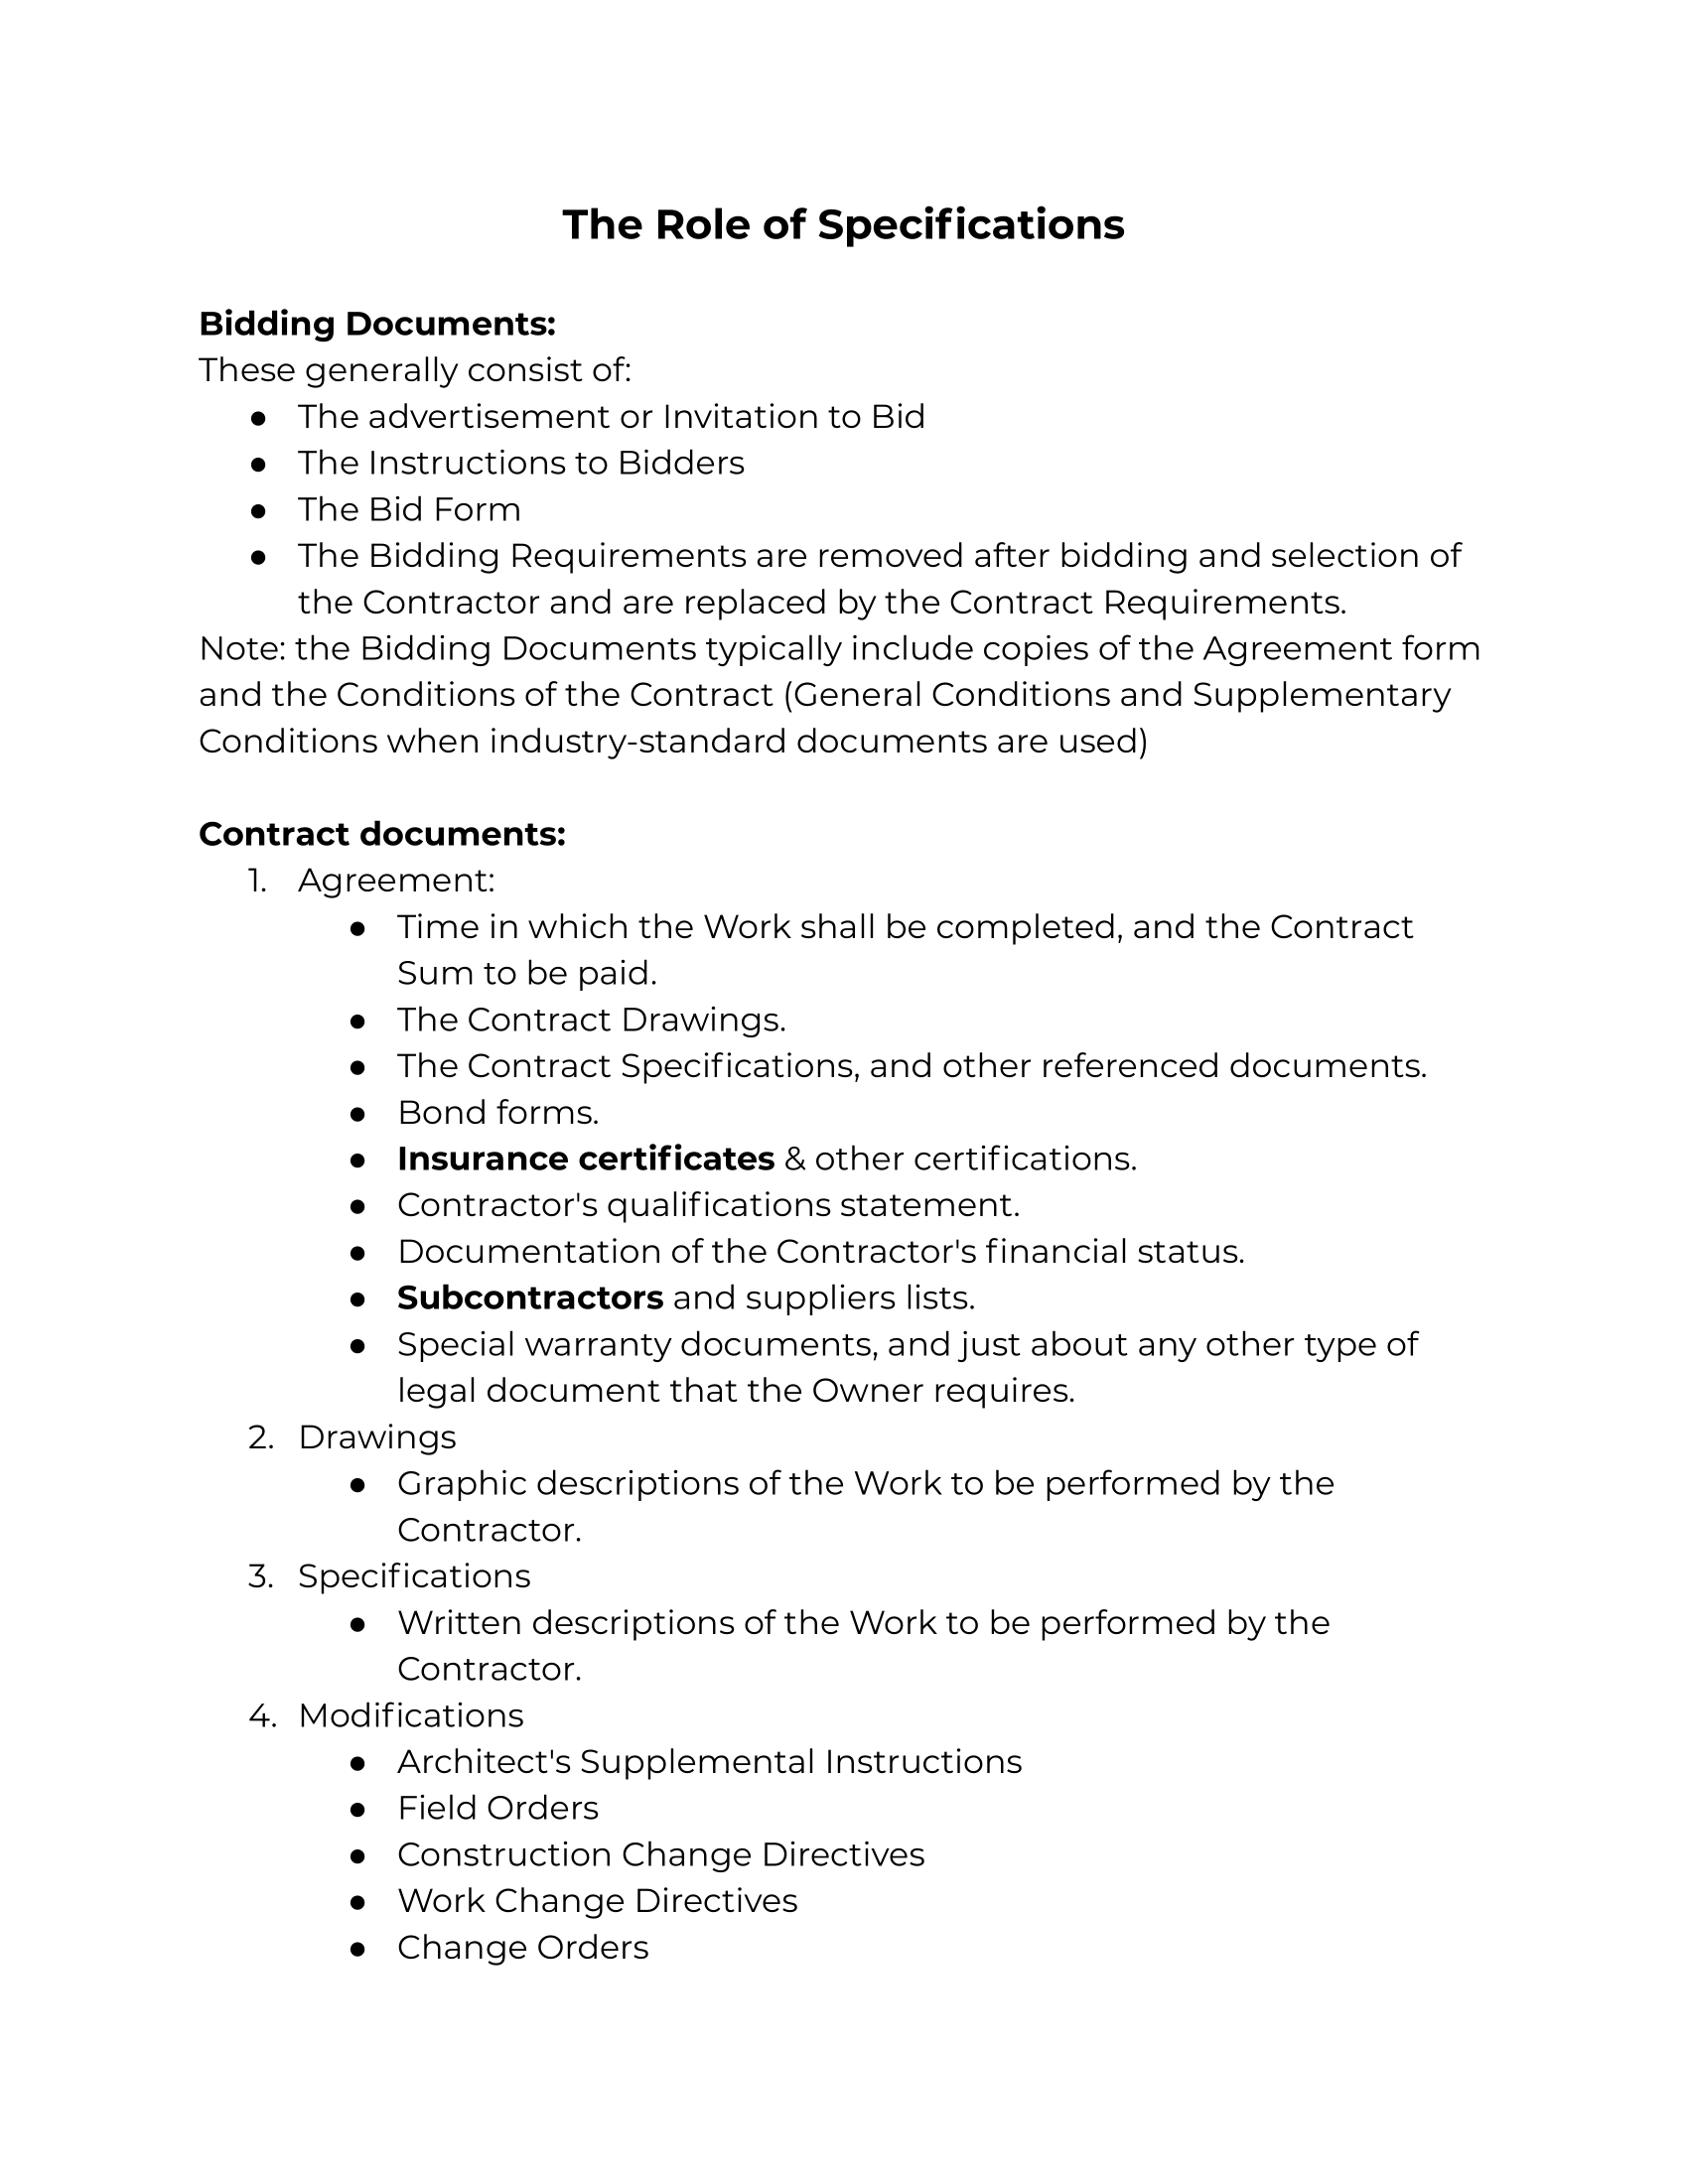 The Role of Specifications
Bidding Documents:
These generally consist of:
● The advertisement or Invitation to Bid
● The Instructions to Bidders
● The Bid Form
● The Bidding Requirements are removed after bidding and selection of
the Contractor and are replaced by the Contract Requirements.
Note: the Bidding Documents typically include copies of the Agreement form
and the Conditions of the Contract (General Conditions and Supplementary
Conditions when industry-standard documents are used)
Contract documents:
1. Agreement:
● Time in which the Work shall be completed, and the Contract
Sum to be paid.
● The Contract Drawings.
● The Contract Specifications, and other referenced documents.
● Bond forms.
● Insurance certificates & other certifications.
● Contractor's qualifications statement.
● Documentation of the Contractor's financial status.
● Subcontractors and suppliers lists.
● Special warranty documents, and just about any other type of
legal document that the Owner requires.
2. Drawings
● Graphic descriptions of the Work to be performed by the
Contractor.
3. Specifications
● Written descriptions of the Work to be performed by the
Contractor.
4. Modifications
● Architect's Supplemental Instructions
● Field Orders
● Construction Change Directives
● Work Change Directives
● Change Orders